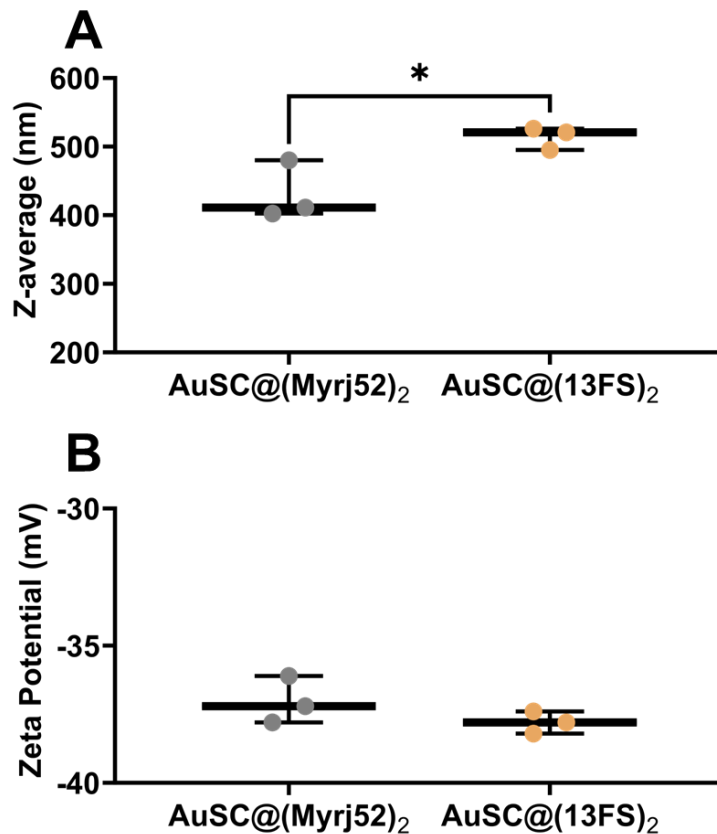 A
Z-average (nm)
600
500
400
300
200
*
AuSC@(Myrj52)₂ AuSC@(13FS)₂
B
Zeta Potential (mV)
-30
-35
-40
AuSC@(Myrj52)₂ AuSC@(13FS)₂